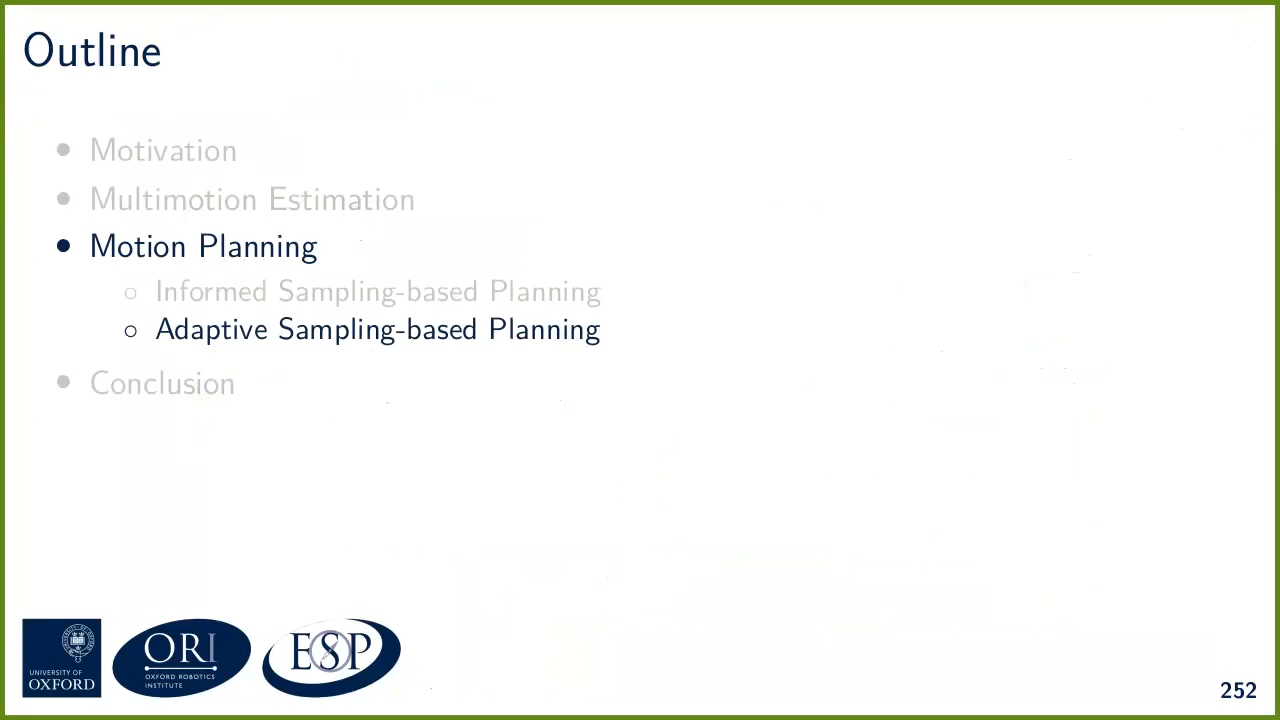 Outline
• Motivation
• Multimotion Estimation
• Motion Planning
○ Informed Sampling-based Planning
○ Adaptive Sampling-based Planning
• Conclusion
UNIVERSITY OF
OXFORD
ORI
OXFORD ROBOTICS
INSTITUTE
ESP
252